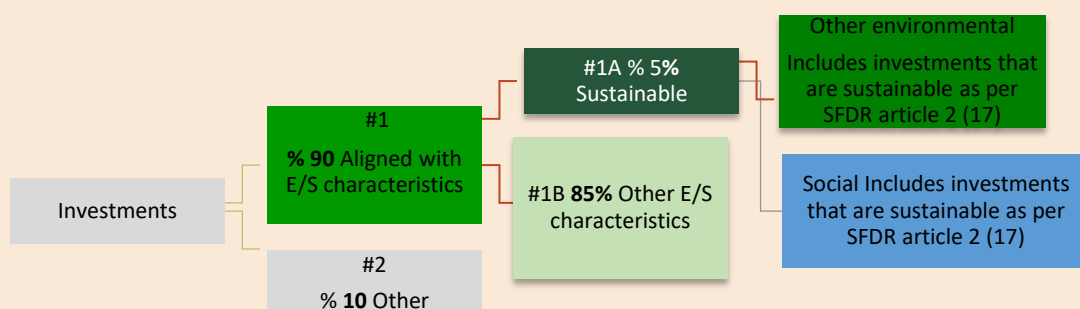 Investments
#1
% 90 Aligned with
E/S characteristics
#2
% 10 Other
#1A % 5%
Sustainable
#1B 85% Other E/S
characteristics
Other environmental
Includes investments that
are sustainable as per
SFDR article 2 (17)
Social Includes investments
that are sustainable as per
SFDR article 2 (17)